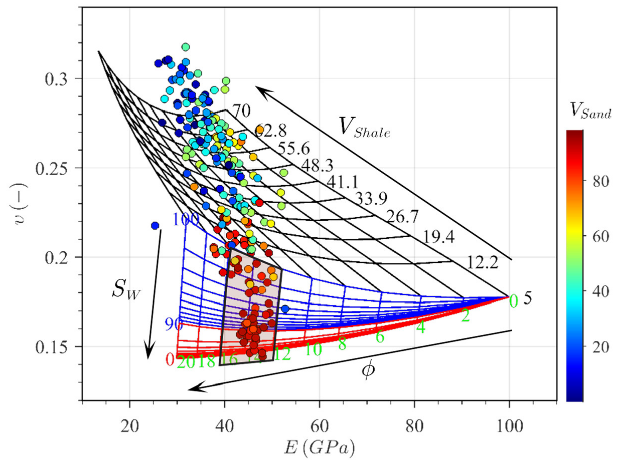 V_Sand
0.3
0.25
0.2
0.15
υ (−)
70
62.8
55.6
48.3
41.1
33.9
26.7
19.4
12.2
5
V_Shale
100
90
0
S_W
20 18 16 12 10 8 6 4 2 0
ϕ
20 40 60 80 100
E (GPa)
80
60
40
20